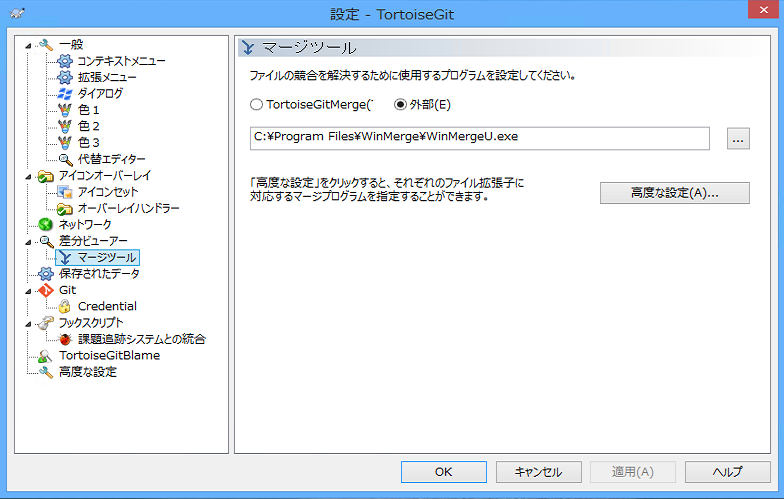 設定 - TortoiseGit
一般
コンテキストメニュー
拡張メニュー
ダイアログ
色 1
色 2
色 3
代替エディター
アイコンオーバーレイ
アイコンセット
オーバーレイハンドラー
ネットワーク
差分ビューアー
マージツール
保存されたデータ
Git
Credential
フックスクリプト
課題追跡システムとの統合
TortoiseGitBlame
高度な設定
マージツール
ファイルの競合を解決するために使用するプログラムを設定してください。
TortoiseGitMerge(
外部(E)
C:¥Program Files¥WinMerge¥WinMergeU.exe
...
「高度な設定」をクリックすると、それぞれのファイル拡張子に
対応するマージプログラムを指定することができます。
高度な設定(A)...
OK
キャンセル
適用(A)
ヘルプ